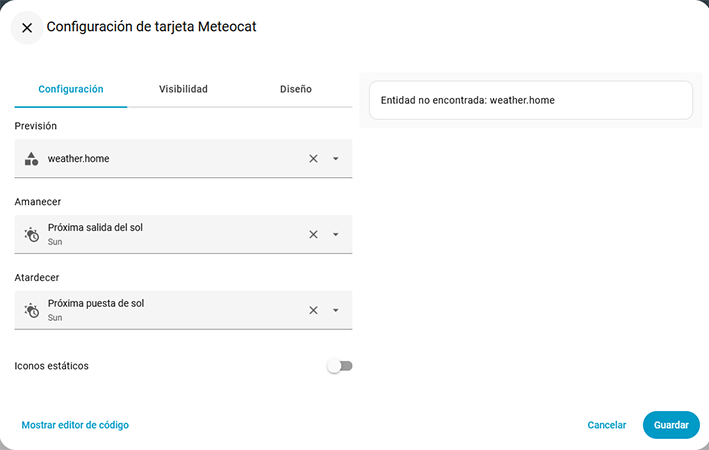 Configuración de tarjeta Meteocat
Configuración
Visibilidad
Diseño
Previsión
weather.home
Amanecer
Próxima salida del sol
Sun
Atardecer
Próxima puesta de sol
Sun
Iconos estáticos
Entidad no encontrada: weather.home
Mostrar editor de código
Cancelar
Guardar